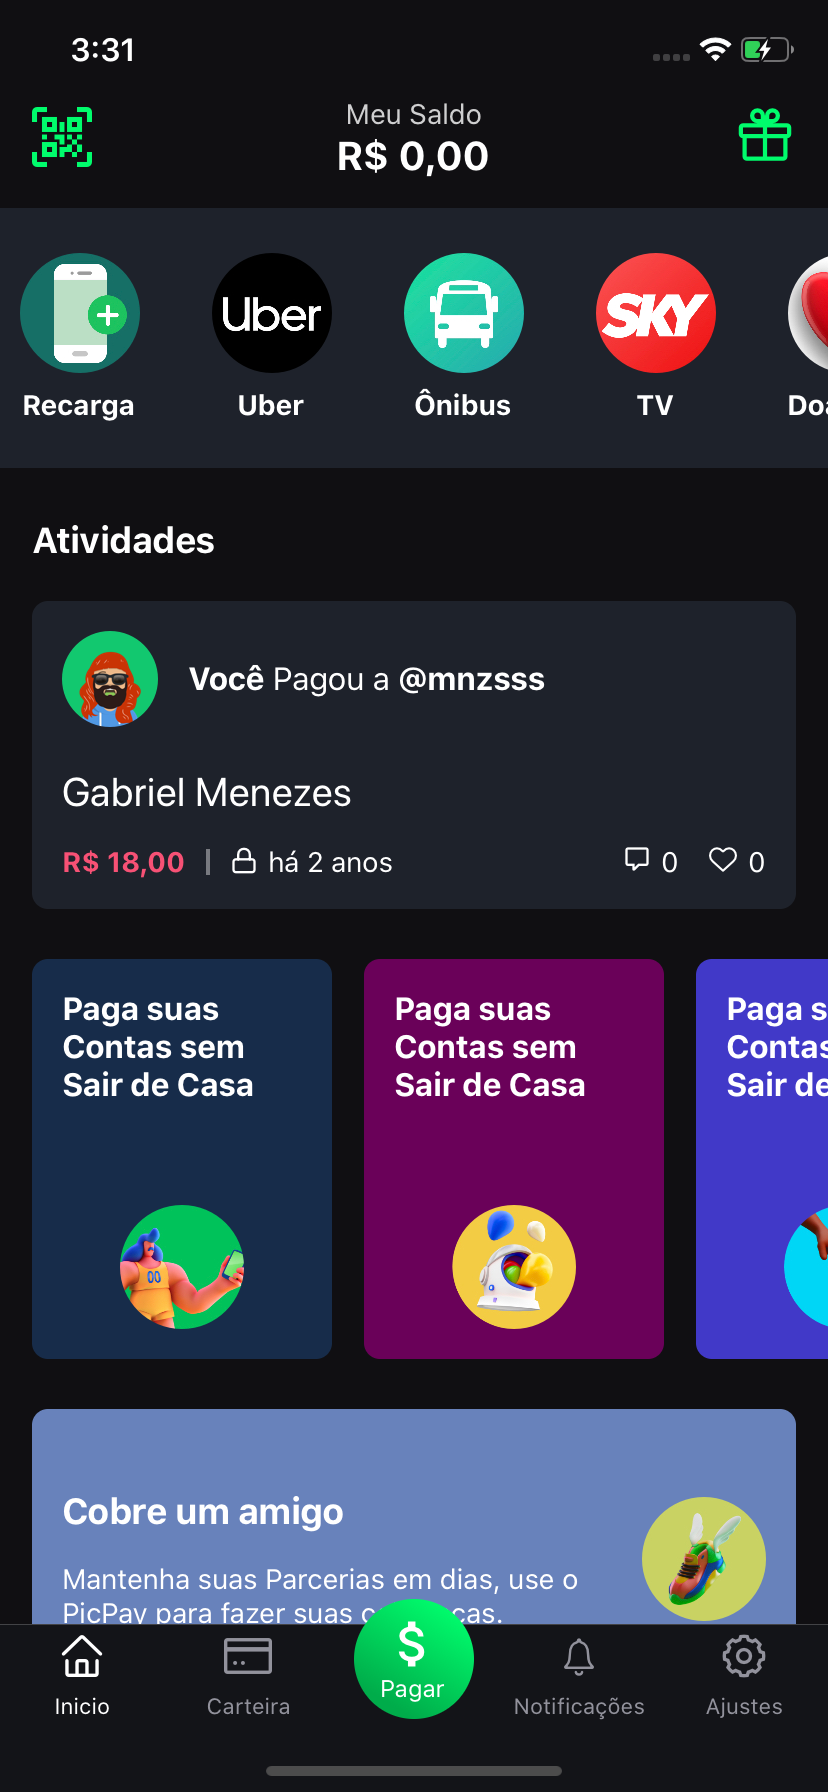 3:31
Meu Saldo
R$ 0,00
Uber
SKY
Recarga
Uber
Ônibus
TV
Doa
Atividades
Você Pagou a @mnzsss
Gabriel Menezes
R$ 18,00 | há 2 anos 0 0
Paga suas
Contas sem
Sair de Casa
00
Paga suas
Contas sem
Sair de Casa
Paga s
Contas
Sair de
Cobre um amigo
Mantenha suas Parcerias em dias, use o
PicPay para fazer suas
$
Pagar
Inicio
Carteira
Notificações
Ajustes